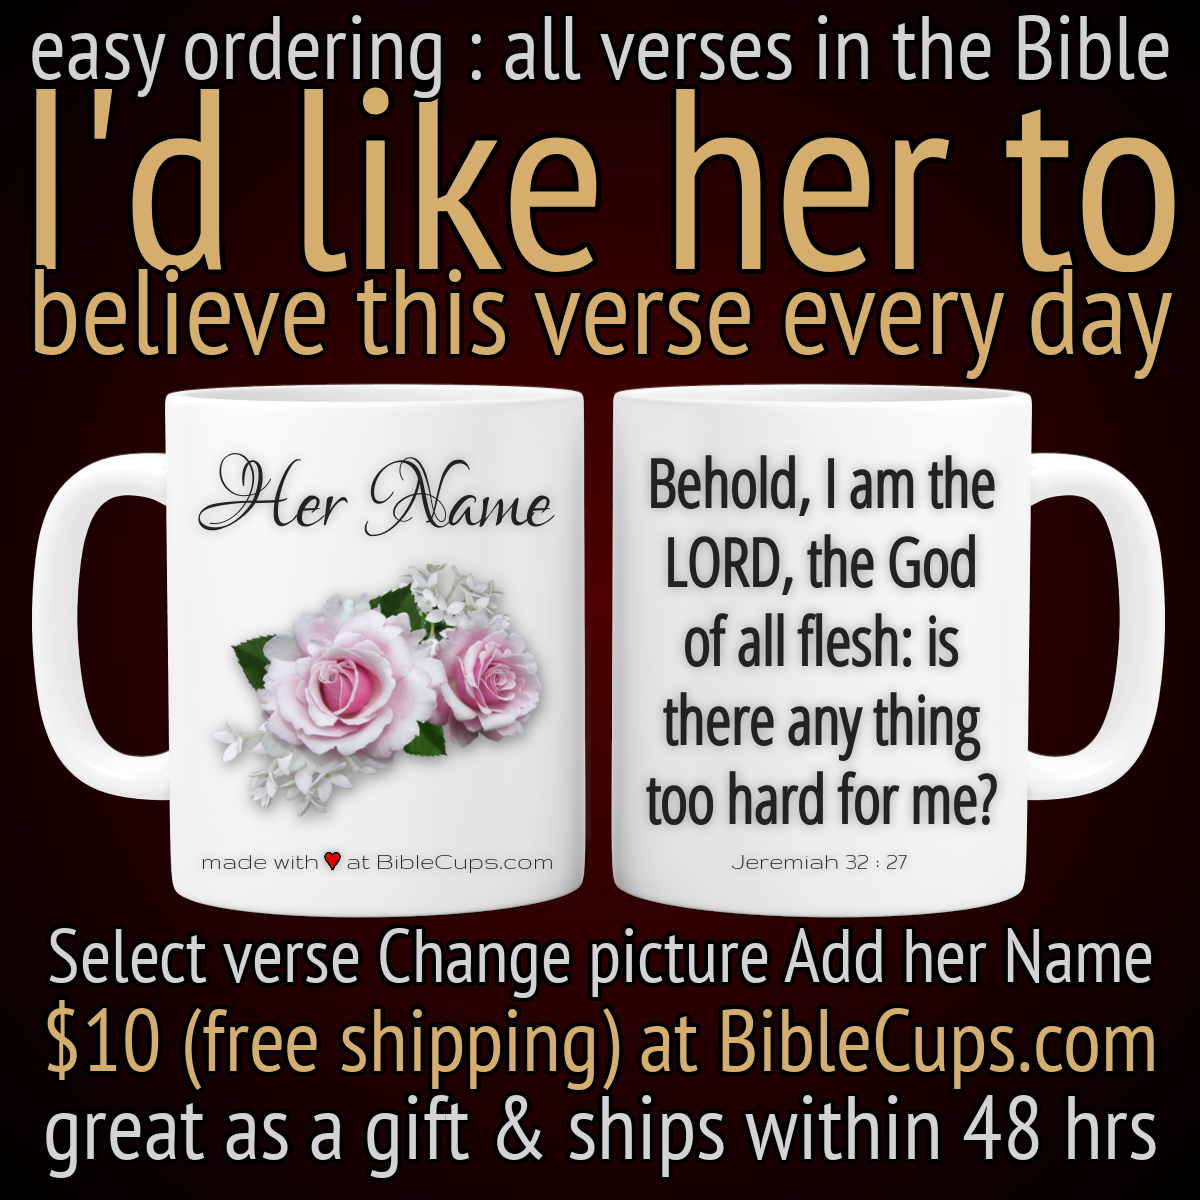 easy ordering : all verses in the Bible
I'd like her to
believe this verse every day
Her Name
made with ♥ at BibleCups.com
Behold, I am the
LORD, the God
of all flesh: is
there any thing
too hard for me?
Jeremiah 32 : 27
Select verse Change picture Add her Name
$10 (free shipping) at BibleCups.com
great as a gift & ships within 48 hrs